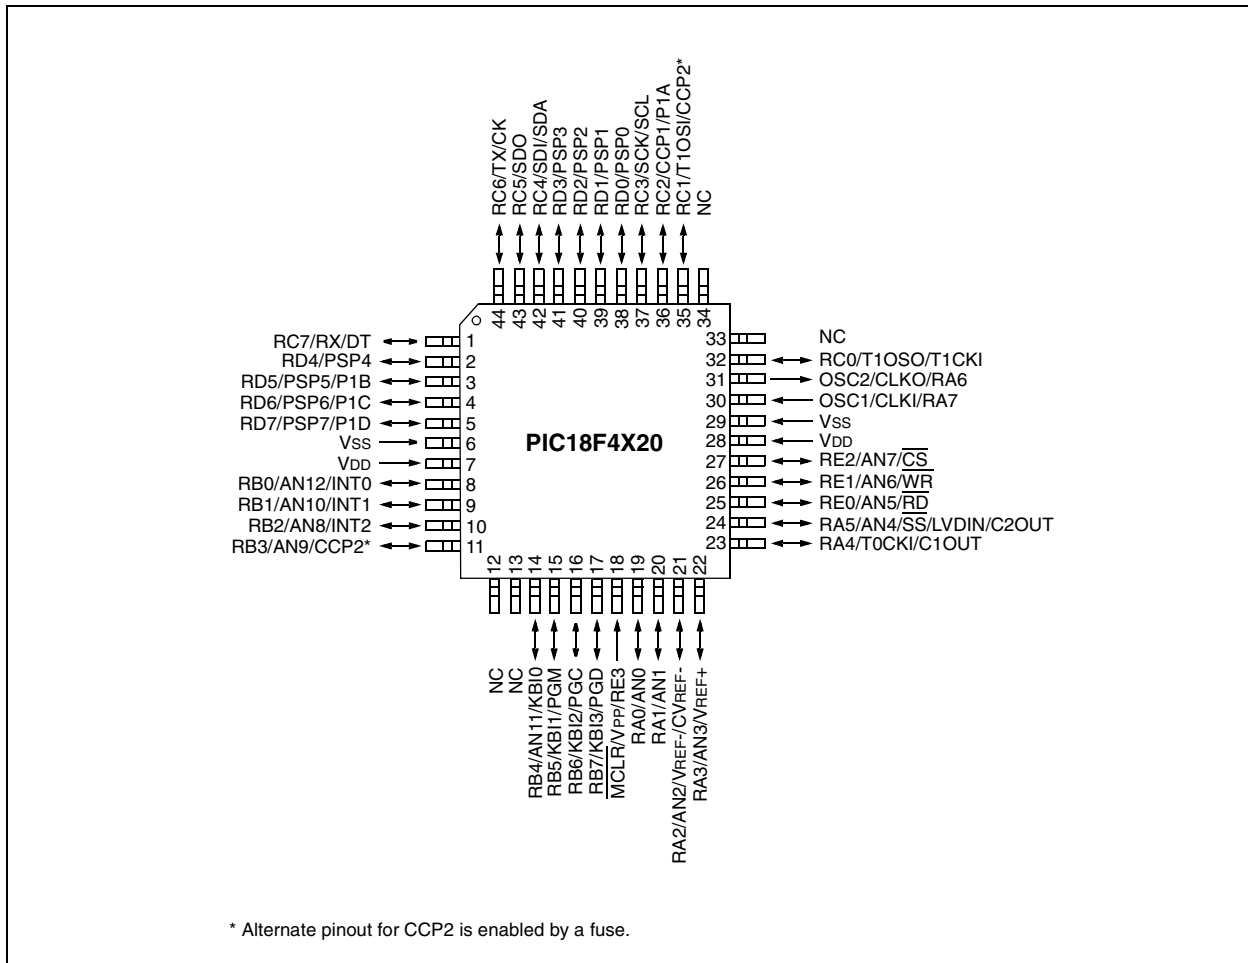 RC6/TX/CK
RC5/SDO
RC4/SDI/SDA
RD3/PSP3
RD2/PSP2
RD1/PSP1
RD0/PSP0
RC3/SCK/SCL
RC2/CCP1/P1A
RC1/T1OSI/CCP2*
NC
44
43
42
41
40
39
38
37
36
35
34
RC7/RX/DT 1
RD4/PSP4 2
RD5/PSP5/P1B 3
RD6/PSP6/P1C 4
RD7/PSP7/P1D 5
VSS 6
VDD 7
RB0/AN12/INT0 8
RB1/AN10/INT1 9
RB2/AN8/INT2 10
RB3/AN9/CCP2* 11
PIC18F4X20
33 NC
32 RC0/T1OSO/T1CKI
31 OSC2/CLKO/RA6
30 OSC1/CLKI/RA7
29 VSS
28 VDD
27 RE2/AN7/C̅S̅
26 RE1/AN6/W̅R̅
25 RE0/AN5/R̅D̅
24 RA5/AN4/S̅S̅/LVDIN/C2OUT
23 RA4/T0CKI/C1OUT
12
13
14
15
16
17
18
19
20
21
22
NC
NC
RB4/AN11/KBI0
RB5/KBI1/PGM
RB6/KBI2/PGC
RB7/KBI3/PGD
M̅C̅L̅R̅/VPP/RE3
RA0/AN0
RA1/AN1
RA2/AN2/VREF-/CVREF-
RA3/AN3/VREF+
* Alternate pinout for CCP2 is enabled by a fuse.